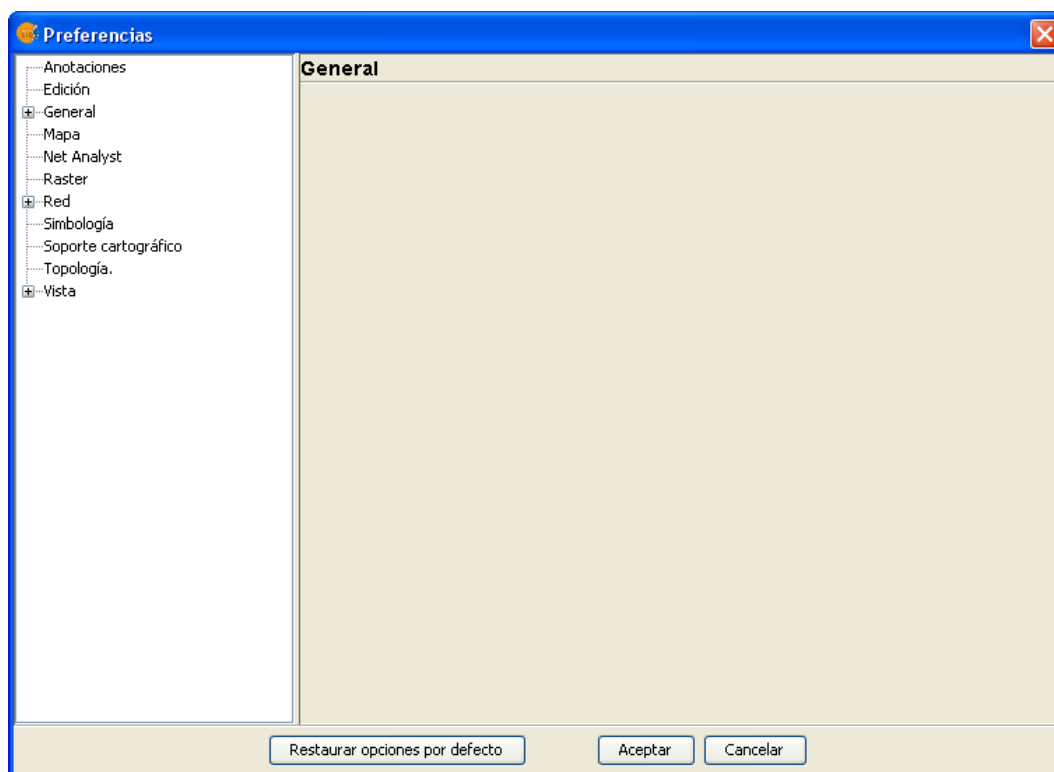 Preferencias
Anotaciones
Edición
General
Mapa
Net Analyst
Raster
Red
Simbología
Soporte cartográfico
Topología.
Vista
General
Restaurar opciones por defecto
Aceptar
Cancelar